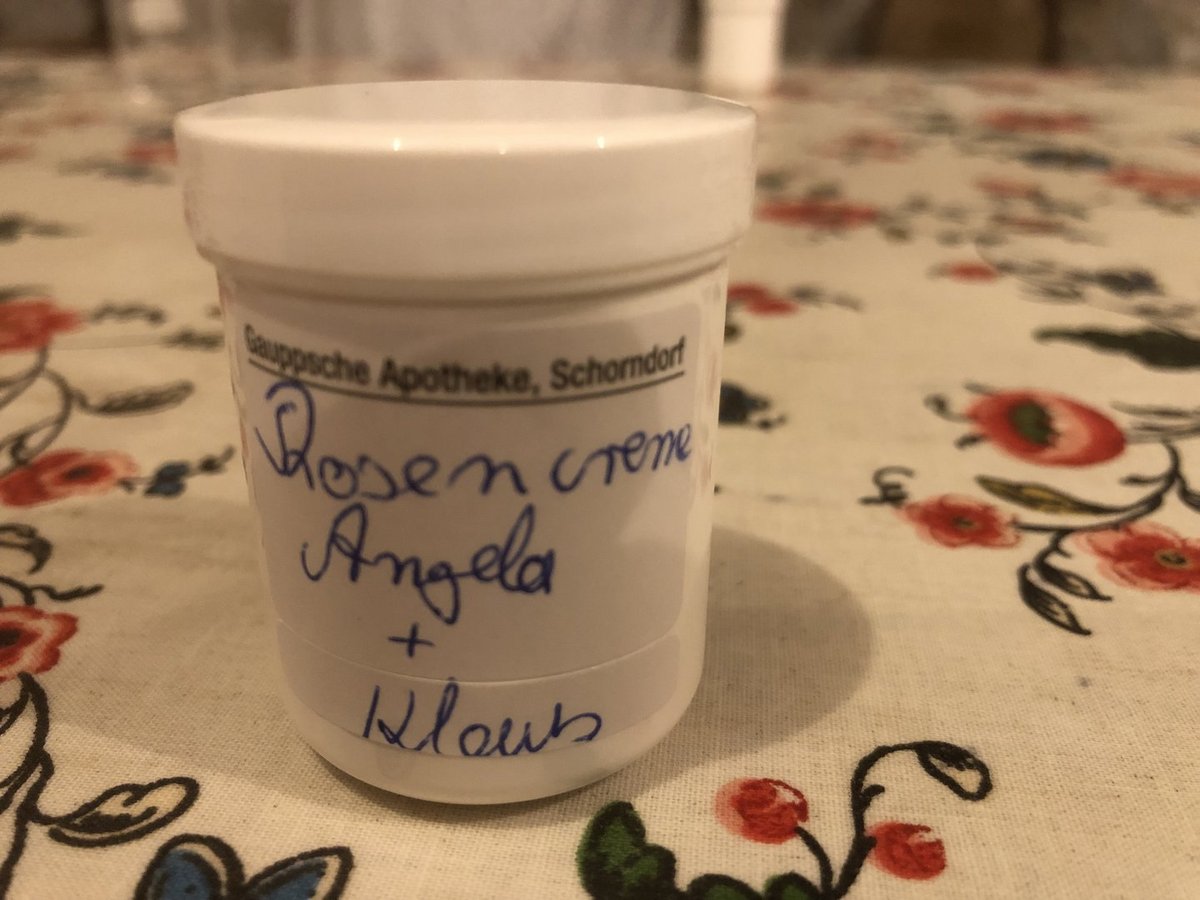 Gauppsche Apotheke, Schorndorf
Rosencreme
Angela
+
Klaus